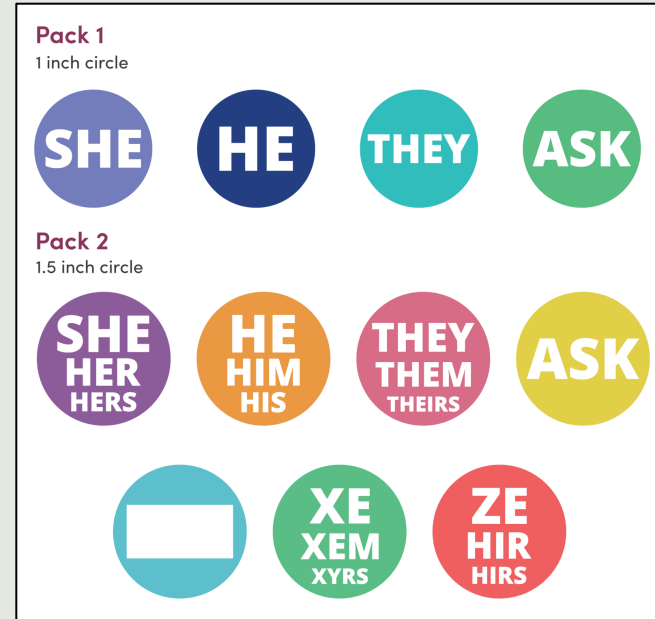 Pack 1
1 inch circle
SHE
HE
THEY
ASK
Pack 2
1.5 inch circle
SHE
HER
HERS
HE
HIM
HIS
THEY
THEM
THEIRS
ASK
XE
XEM
XYRS
ZE
HIR
HIRS